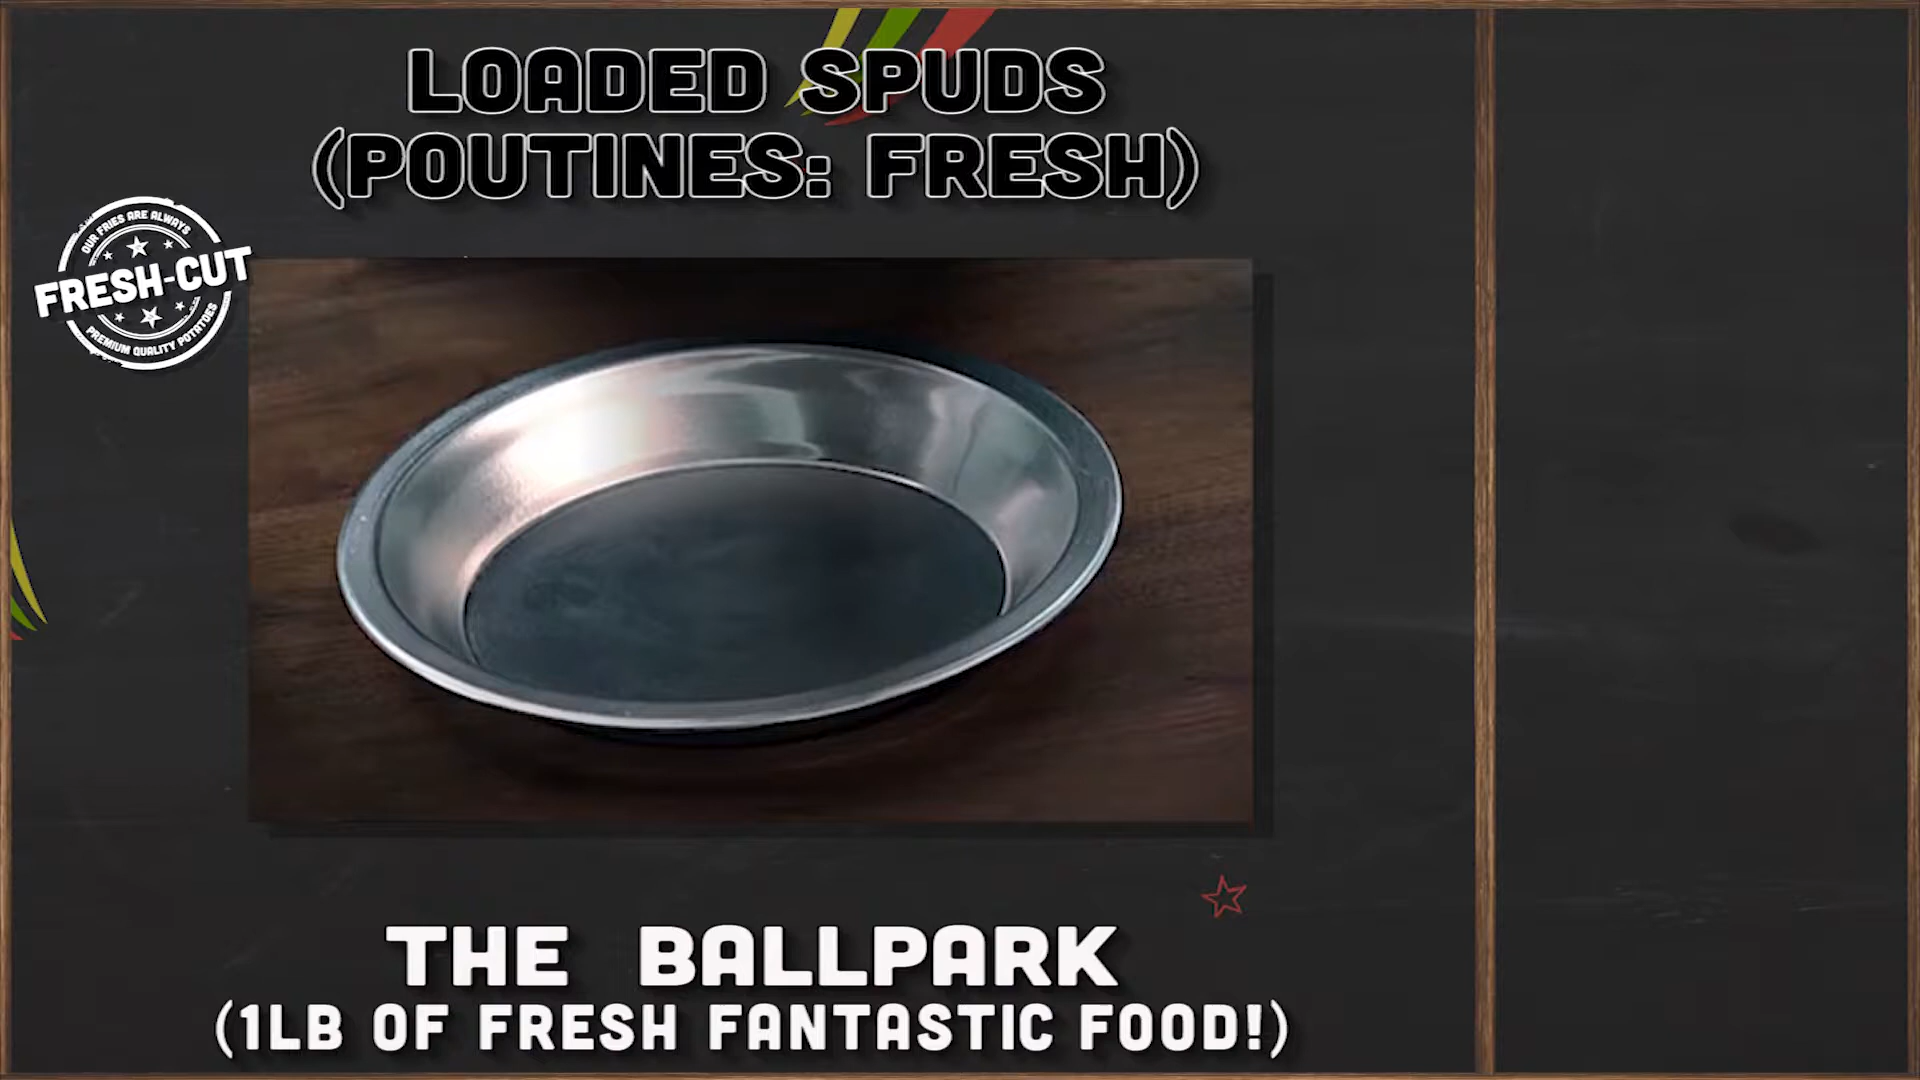 LOADED SPUDS
(POUTINES: FRESH)
OUR FRIES ARE ALWAYS
FRESH-CUT
PREMIUM QUALITY POTATOES
THE BALLPARK
(1LB OF FRESH FANTASTIC FOOD!)